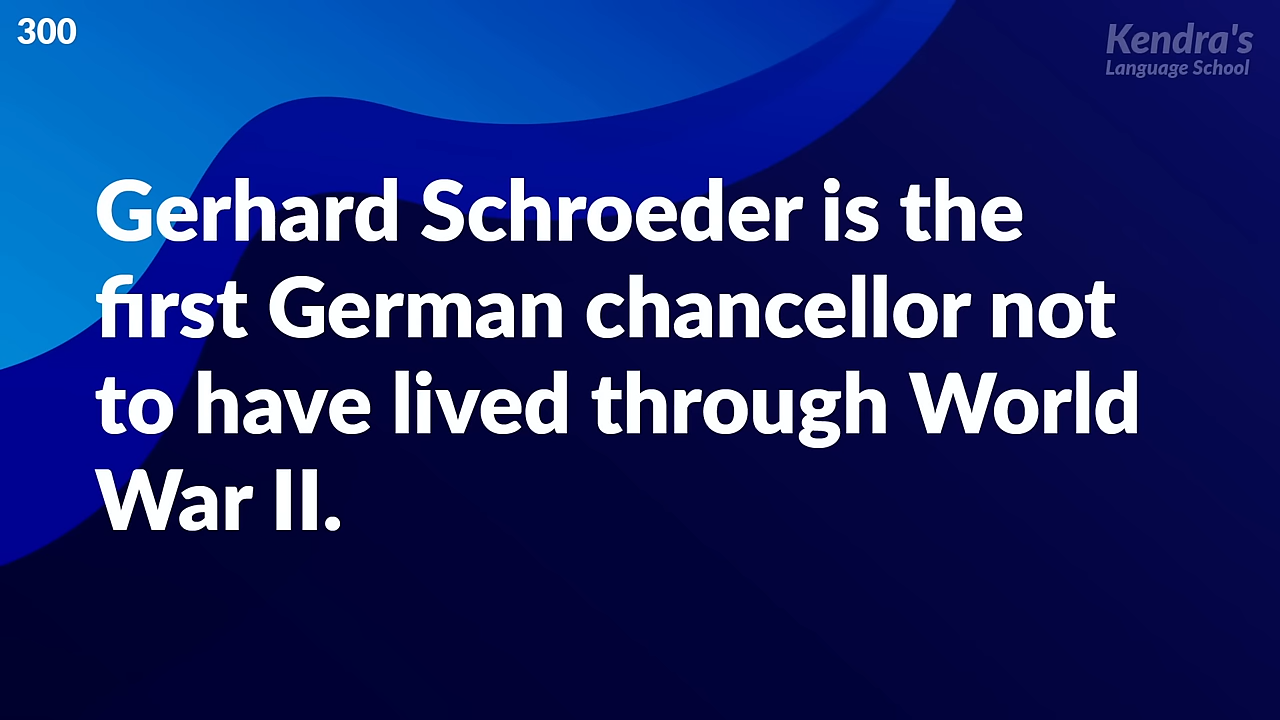 300
Kendra's
Language School
Gerhard Schroeder is the
first German chancellor not
to have lived through World
War II.